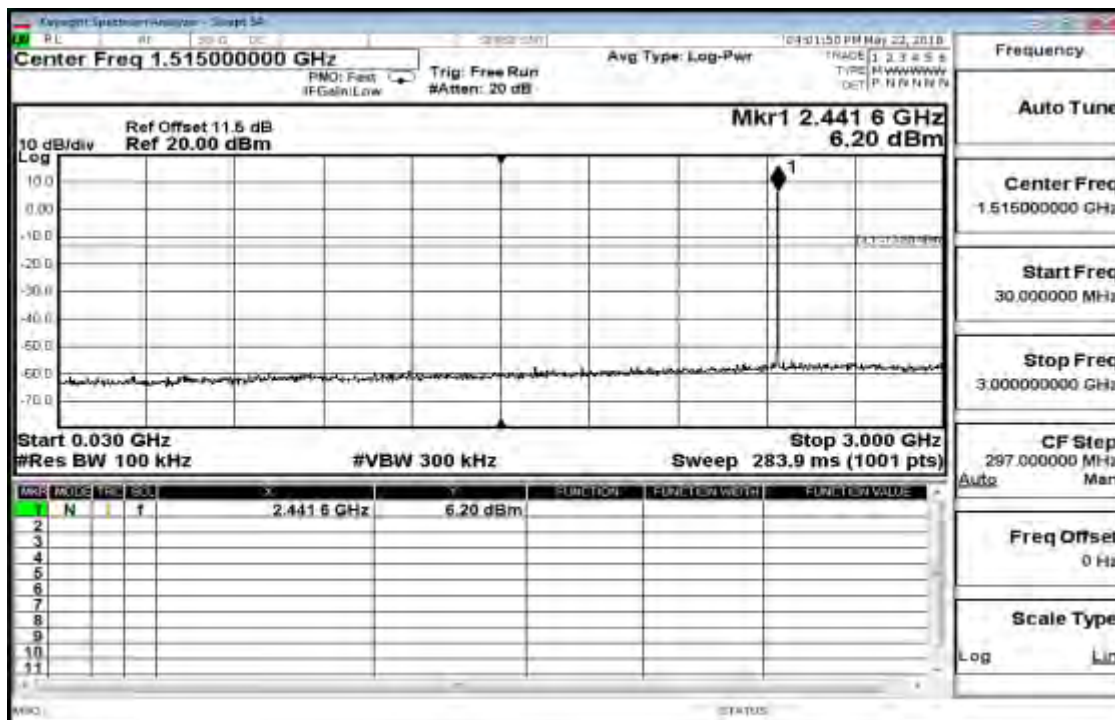 Keysight Spectrum Analyzer - Swept SA
RL RF 50 Ω DC SENSE:INT 04:01:50 PM May 22, 2018
Center Freq 1.515000000 GHz
PNO: Fast
IFGain:Low
Trig: Free Run
#Atten: 20 dB
Avg Type: Log-Pwr
TRACE 1 2 3 4 5 6
TYPE M W W W W W
DET P N N N N N
Ref Offset 11.5 dB
Ref 20.00 dBm
Mkr1 2.441 6 GHz
6.20 dBm
10 dB/div
Log
1
10.0
0.00
-10.0
-20.0
-30.0
-40.0
-50.0
-60.0
-70.0
Start 0.030 GHz
Stop 3.000 GHz
#Res BW 100 kHz
#VBW 300 kHz
Sweep 283.9 ms (1001 pts)
MKR MODE TRC SCL X Y FUNCTION FUNCTION WIDTH FUNCTION VALUE
1 N 1 f 2.441 6 GHz 6.20 dBm
2
3
4
5
6
7
8
9
10
11
MSG
STATUS
Frequency
Auto Tune
Center Freq
1.515000000 GHz
Start Freq
30.000000 MHz
Stop Freq
3.000000000 GHz
CF Step
297.000000 MHz
Auto Man
Freq Offset
0 Hz
Scale Type
Log Lin